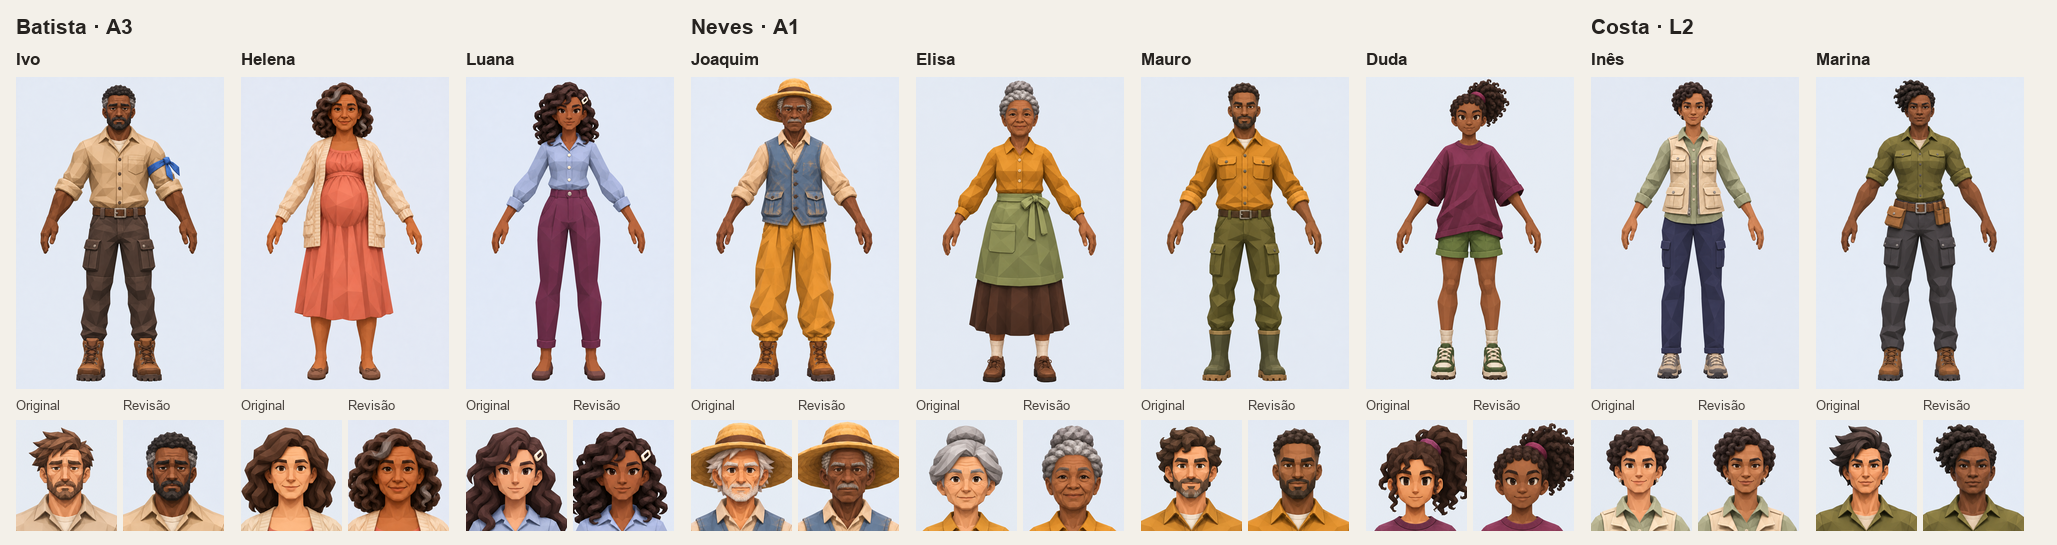 Batista · A3
Neves · A1
Costa · L2
Ivo
Helena
Luana
Joaquim
Elisa
Mauro
Duda
Inês
Marina
Original
Revisão
Original
Revisão
Original
Revisão
Original
Revisão
Original
Revisão
Original
Revisão
Original
Revisão
Original
Revisão
Original
Revisão